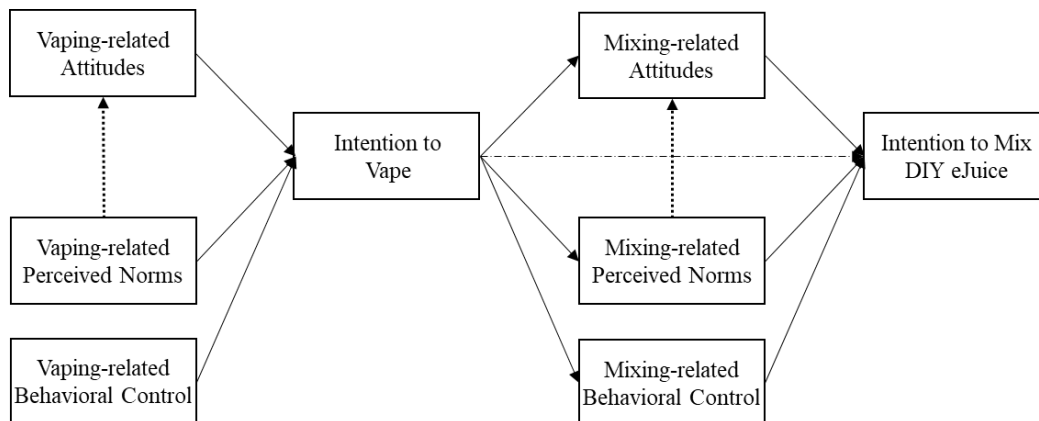 Vaping-related
Attitudes
Mixing-related
Attitudes
Intention to
Vape
Intention to Mix
DIY eJuice
Vaping-related
Perceived Norms
Mixing-related
Perceived Norms
Vaping-related
Behavioral Control
Mixing-related
Behavioral Control